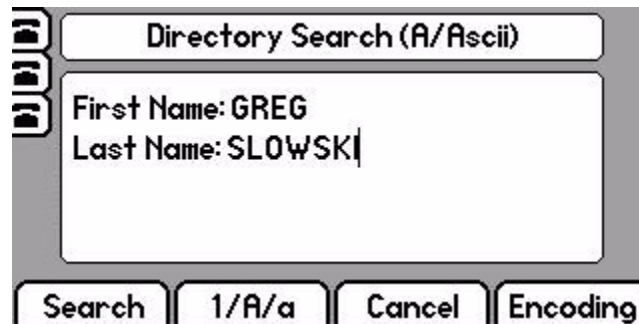 Directory Search (A/Ascii)
First Name: GREG
Last Name: SLOWSKI
Search 1/A/a Cancel Encoding